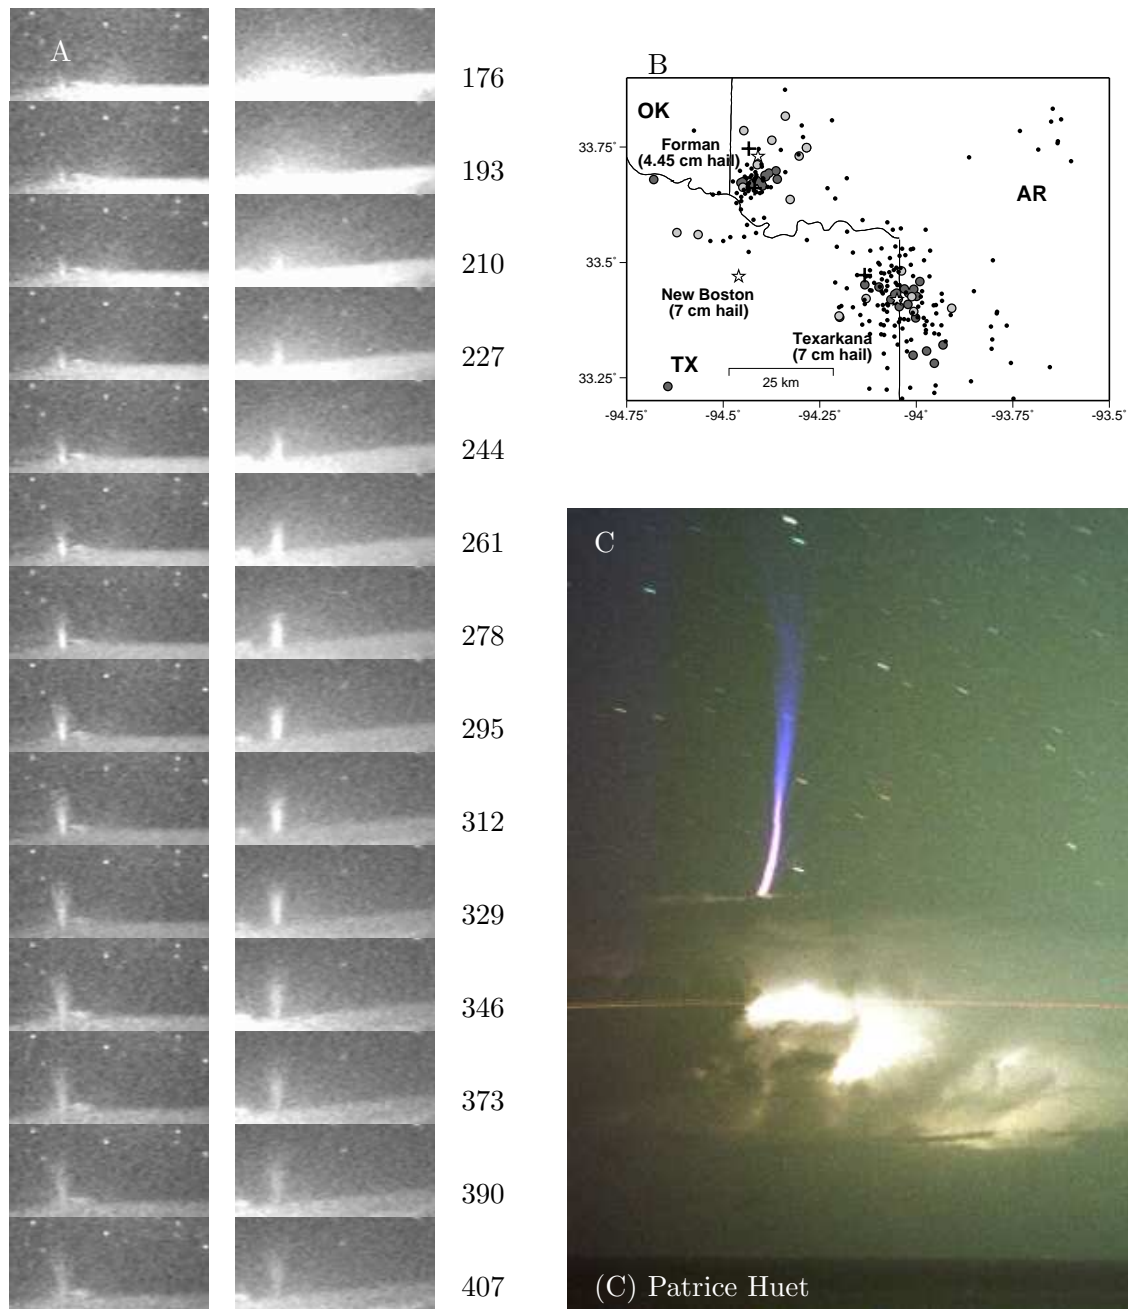 A
176
193
210
227
244
261
278
295
312
329
346
373
390
407
B
OK
Forman
(4.45 cm hail)
AR
New Boston
(7 cm hail)
Texarkana
(7 cm hail)
TX
25 km
33.75°
33.5°
33.25°
-94.75° -94.5° -94.25° -94° -93.75° -93.5°
C
(C) Patrice Huet